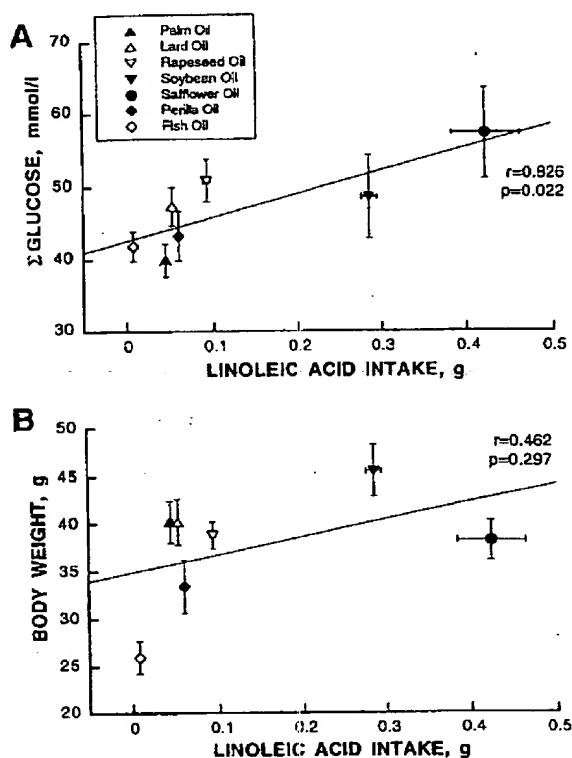 A
70
60
50
40
30
ΣGLUCOSE, mmol/l
Palm Oil
Lard Oil
Rapeseed Oil
Soybean Oil
Safflower Oil
Perilla Oil
Fish Oil
r=0.826
p=0.022
0 0.1 0.2 0.3 0.4 0.5
LINOLEIC ACID INTAKE, g
B
50
45
40
35
30
25
20
BODY WEIGHT, g
r=0.462
p=0.297
0 0.1 0.2 0.3 0.4 0.5
LINOLEIC ACID INTAKE, g